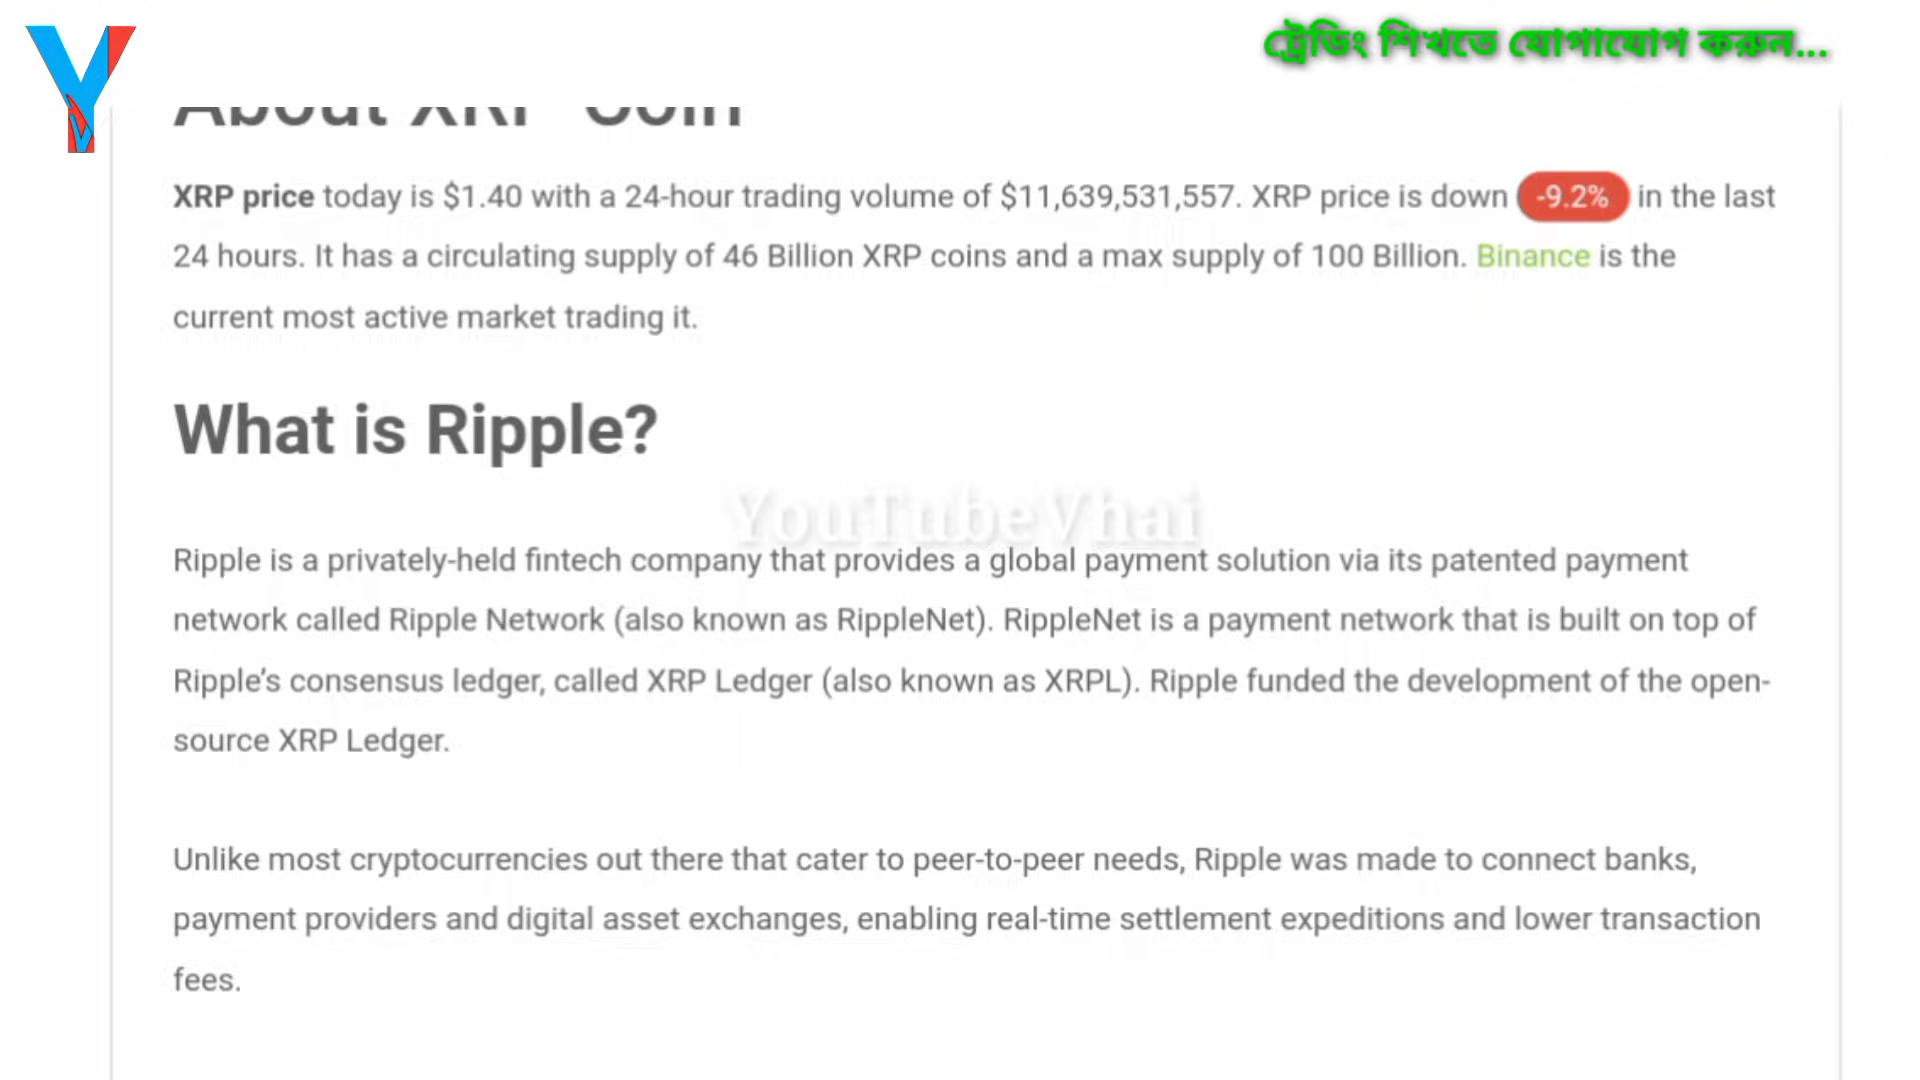 ট্রেডিং শিখতে যোগাযোগ করুন...
About XRP Coin
XRP price today is $1.40 with a 24-hour trading volume of $11,639,531,557. XRP price is down -9.2% in the last
24 hours. It has a circulating supply of 46 Billion XRP coins and a max supply of 100 Billion. Binance is the
current most active market trading it.
What is Ripple?
YouTubeVhai
Ripple is a privately-held fintech company that provides a global payment solution via its patented payment
network called Ripple Network (also known as RippleNet). RippleNet is a payment network that is built on top of
Ripple’s consensus ledger, called XRP Ledger (also known as XRPL). Ripple funded the development of the open-
source XRP Ledger.
Unlike most cryptocurrencies out there that cater to peer-to-peer needs, Ripple was made to connect banks,
payment providers and digital asset exchanges, enabling real-time settlement expeditions and lower transaction
fees.